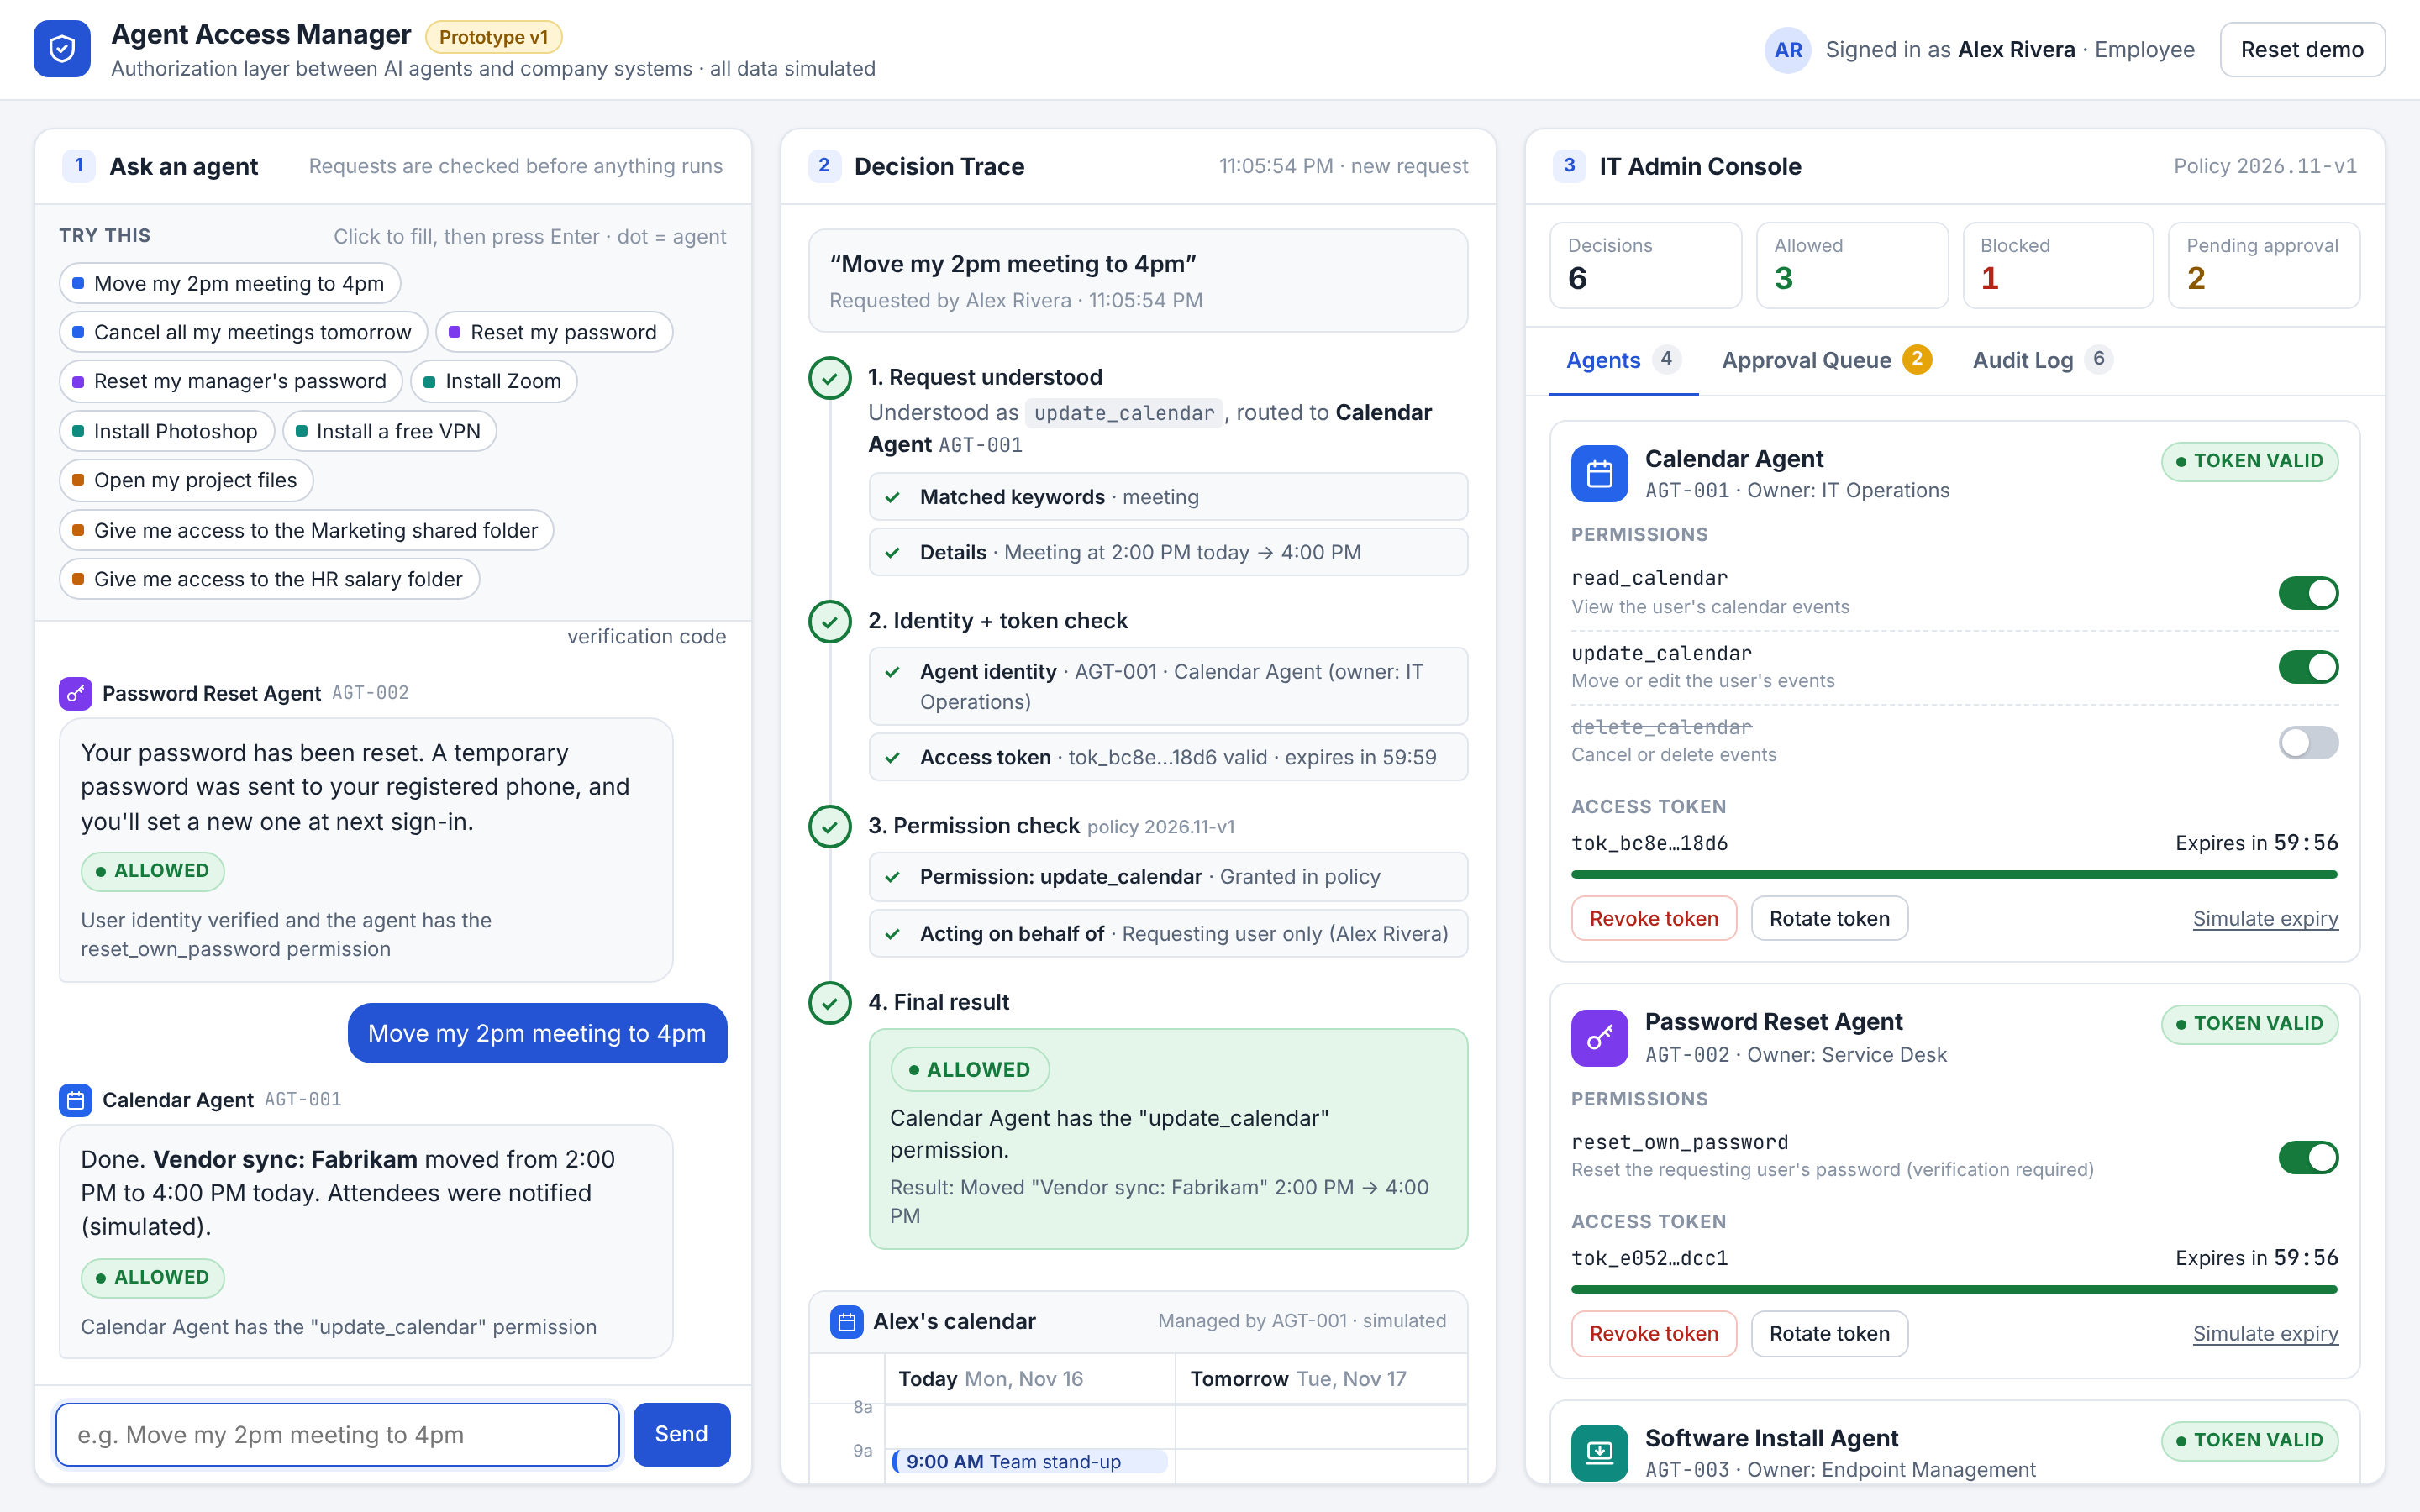 Agent Access Manager Prototype v1
Authorization layer between AI agents and company systems · all data simulated
AR Signed in as Alex Rivera · Employee Reset demo
1 Ask an agent Requests are checked before anything runs
TRY THIS Click to fill, then press Enter · dot = agent
Move my 2pm meeting to 4pm
Cancel all my meetings tomorrow Reset my password
Reset my manager's password Install Zoom
Install Photoshop Install a free VPN
Open my project files
Give me access to the Marketing shared folder
Give me access to the HR salary folder
verification code
Password Reset Agent AGT-002
Your password has been reset. A temporary
password was sent to your registered phone, and
you'll set a new one at next sign-in.
ALLOWED
User identity verified and the agent has the
reset_own_password permission
Move my 2pm meeting to 4pm
Calendar Agent AGT-001
Done. Vendor sync: Fabrikam moved from 2:00
PM to 4:00 PM today. Attendees were notified
(simulated).
ALLOWED
Calendar Agent has the "update_calendar" permission
e.g. Move my 2pm meeting to 4pm Send
2 Decision Trace 11:05:54 PM · new request
“Move my 2pm meeting to 4pm”
Requested by Alex Rivera · 11:05:54 PM
1. Request understood
Understood as update_calendar, routed to Calendar
Agent AGT-001
Matched keywords · meeting
Details · Meeting at 2:00 PM today → 4:00 PM
2. Identity + token check
Agent identity · AGT-001 · Calendar Agent (owner: IT
Operations)
Access token · tok_bc8e…18d6 valid · expires in 59:59
3. Permission check policy 2026.11-v1
Permission: update_calendar · Granted in policy
Acting on behalf of · Requesting user only (Alex Rivera)
4. Final result
ALLOWED
Calendar Agent has the "update_calendar"
permission.
Result: Moved "Vendor sync: Fabrikam" 2:00 PM → 4:00
PM
Alex's calendar Managed by AGT-001 · simulated
Today Mon, Nov 16 Tomorrow Tue, Nov 17
8a
9a
9:00 AM Team stand-up
3 IT Admin Console Policy 2026.11-v1
Decisions Allowed Blocked Pending approval
6 3 1 2
Agents 4 Approval Queue 2 Audit Log 6
Calendar Agent TOKEN VALID
AGT-001 · Owner: IT Operations
PERMISSIONS
read_calendar
View the user's calendar events
update_calendar
Move or edit the user's events
delete_calendar
Cancel or delete events
ACCESS TOKEN
tok_bc8e…18d6 Expires in 59:56
Revoke token Rotate token Simulate expiry
Password Reset Agent TOKEN VALID
AGT-002 · Owner: Service Desk
PERMISSIONS
reset_own_password
Reset the requesting user's password (verification required)
ACCESS TOKEN
tok_e052…dcc1 Expires in 59:56
Revoke token Rotate token Simulate expiry
Software Install Agent TOKEN VALID
AGT-003 · Owner: Endpoint Management